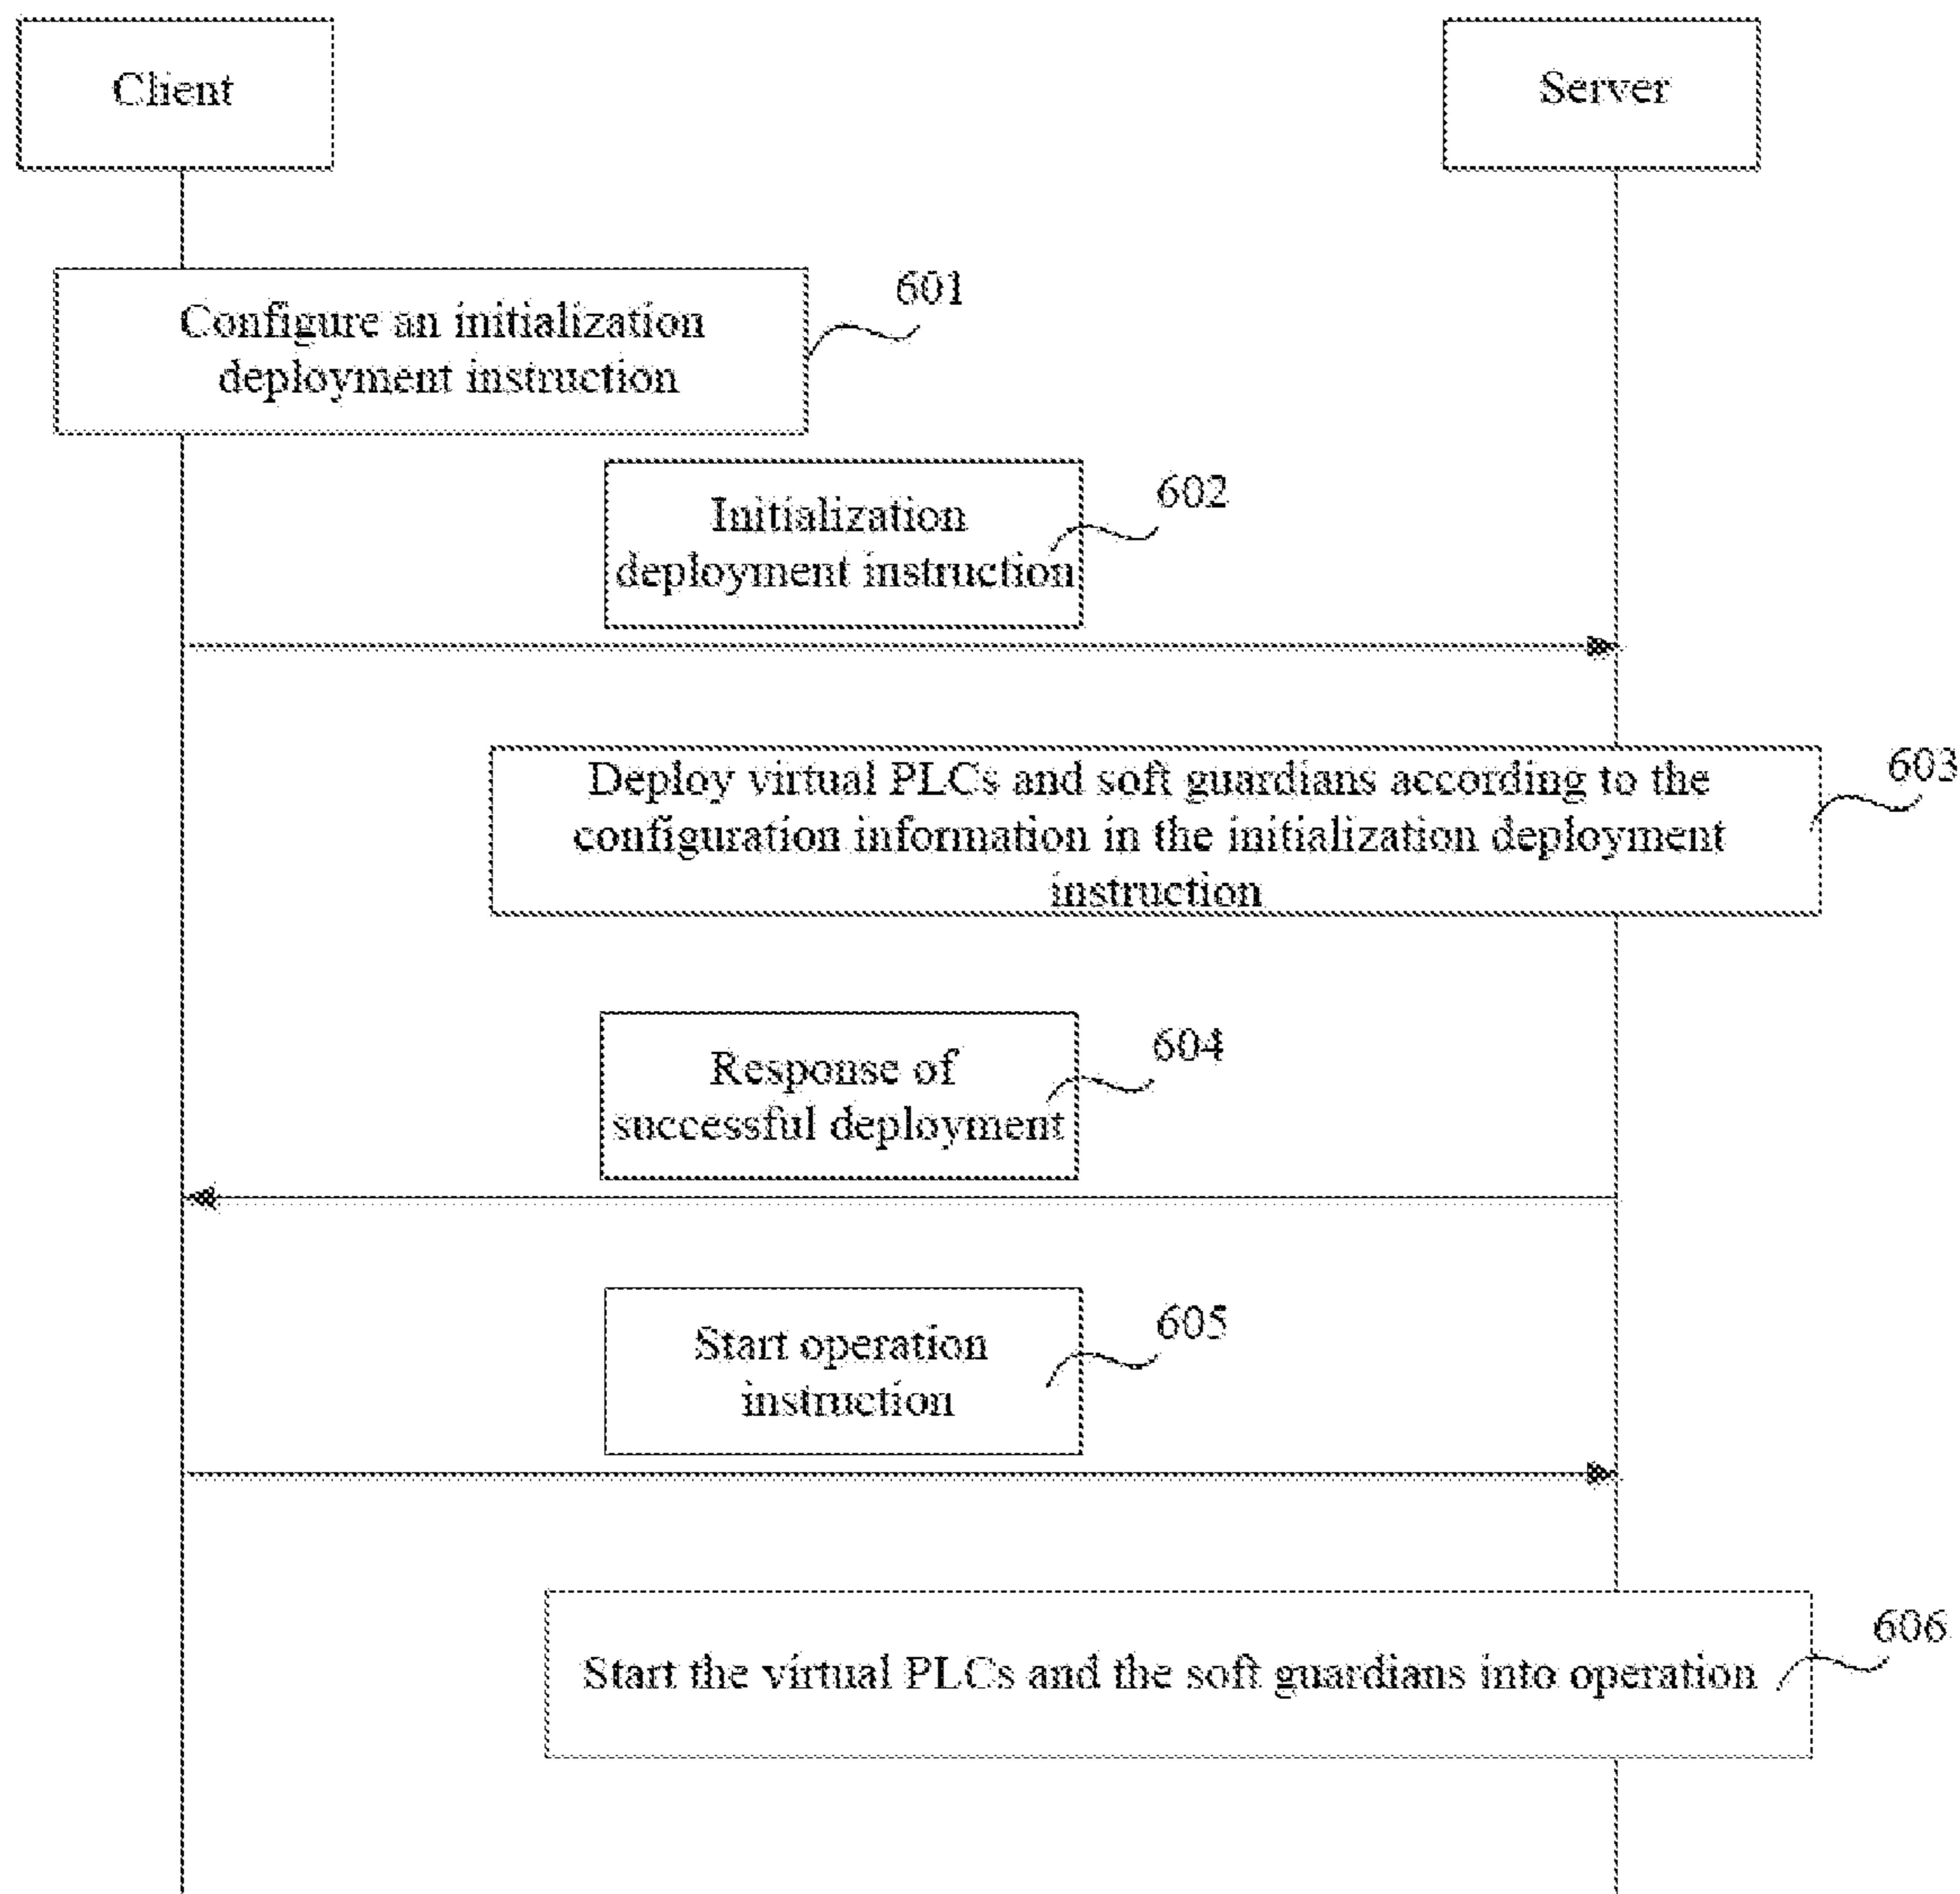 Client
Server
601
Configure an initialization
deployment instruction
602
Initialization
deployment instruction
603
Deploy virtual PLCs and soft guardians according to the
configuration information in the initialization deployment
instruction
604
Response of
successful deployment
605
Start operation
instruction
606
Start the virtual PLCs and the soft guardians into operation